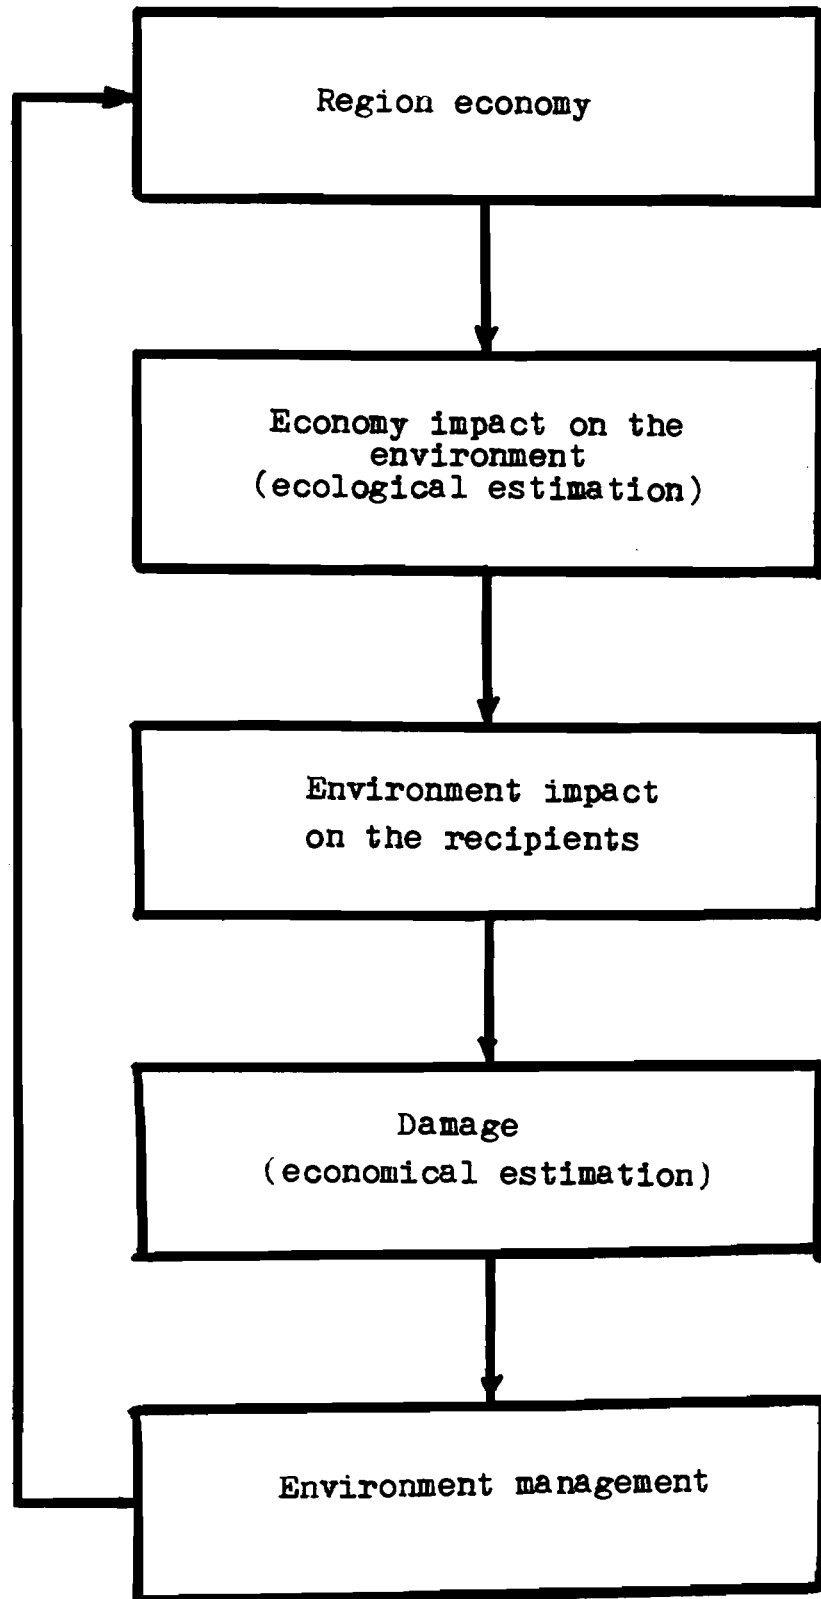 Region economy
Economy impact on the
environment
(ecological estimation)
Environment impact
on the recipients
Damage
(economical estimation)
Environment management